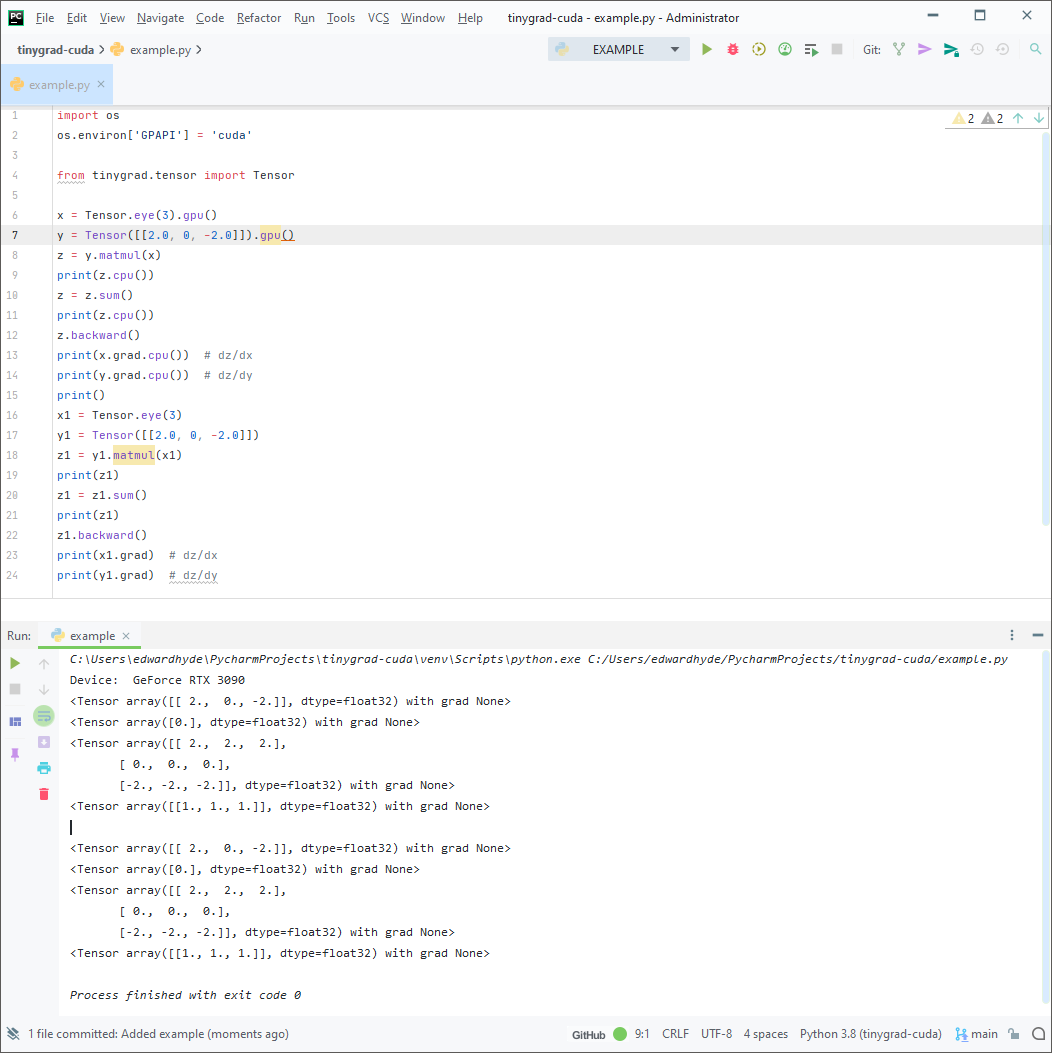 PC File Edit View Navigate Code Refactor Run Tools VCS Window Help tinygrad-cuda - example.py - Administrator
tinygrad-cuda example.py EXAMPLE Git:
example.py
1 import os
2 os.environ['GPAPI'] = 'cuda'
3
4 from tinygrad.tensor import Tensor
5
6 x = Tensor.eye(3).gpu()
7 y = Tensor([[2.0, 0, -2.0]]).gpu()
8 z = y.matmul(x)
9 print(z.cpu())
10 z = z.sum()
11 print(z.cpu())
12 z.backward()
13 print(x.grad.cpu())  # dz/dx
14 print(y.grad.cpu())  # dz/dy
15 print()
16 x1 = Tensor.eye(3)
17 y1 = Tensor([[2.0, 0, -2.0]])
18 z1 = y1.matmul(x1)
19 print(z1)
20 z1 = z1.sum()
21 print(z1)
22 z1.backward()
23 print(x1.grad)  # dz/dx
24 print(y1.grad)  # dz/dy
2 2
Run: example
C:\Users\edwardhyde\PycharmProjects\tinygrad-cuda\venv\Scripts\python.exe C:/Users/edwardhyde/PycharmProjects/tinygrad-cuda/example.py
Device:  GeForce RTX 3090
<Tensor array([[ 2.,  0., -2.]], dtype=float32) with grad None>
<Tensor array([0.], dtype=float32) with grad None>
<Tensor array([[ 2.,  2.,  2.],
[ 0.,  0.,  0.],
[-2., -2., -2.]], dtype=float32) with grad None>
<Tensor array([[1., 1., 1.]], dtype=float32) with grad None>
<Tensor array([[ 2.,  0., -2.]], dtype=float32) with grad None>
<Tensor array([0.], dtype=float32) with grad None>
<Tensor array([[ 2.,  2.,  2.],
[ 0.,  0.,  0.],
[-2., -2., -2.]], dtype=float32) with grad None>
<Tensor array([[1., 1., 1.]], dtype=float32) with grad None>
Process finished with exit code 0
1 file committed: Added example (moments ago) GitHub 9:1 CRLF UTF-8 4 spaces Python 3.8 (tinygrad-cuda) main